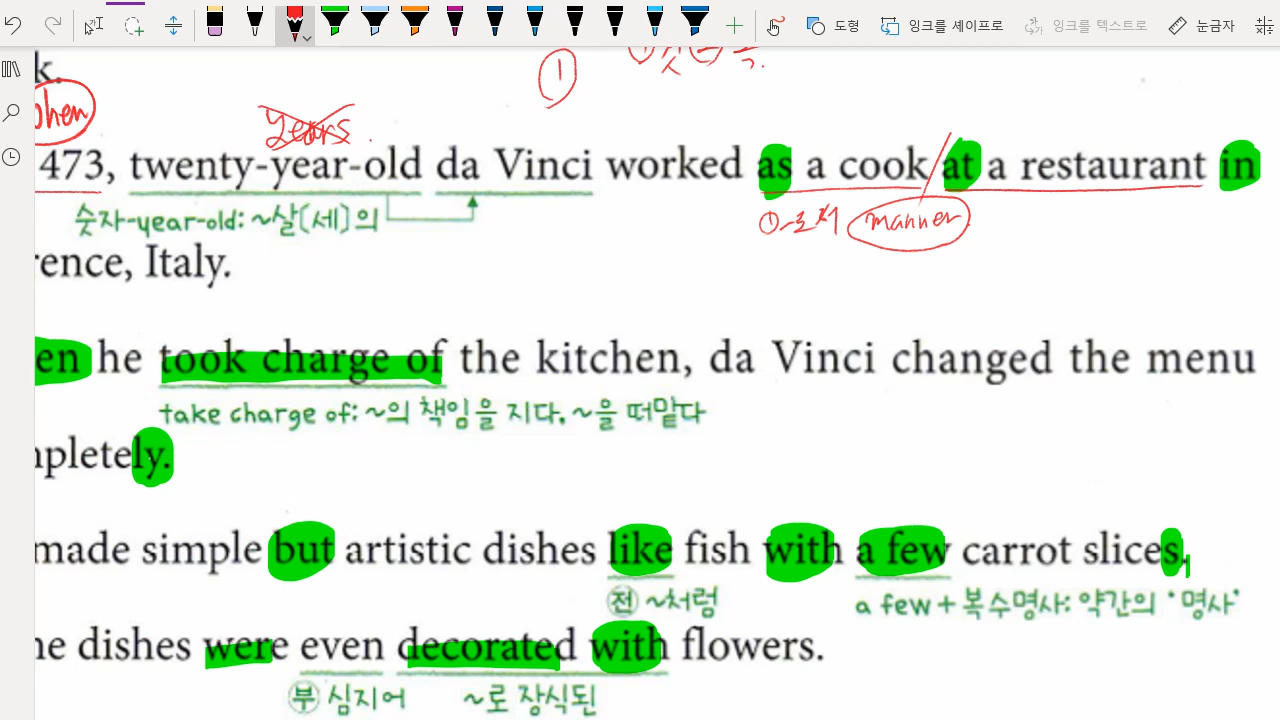 도형 잉크를 셰이프로 잉크를 텍스트로 눈금자
k.
①
hen
years
473, twenty-year-old da Vinci worked as a cook / at a restaurant in
숫자-year-old: ~살(세)의
①~로서 manner
rence, Italy.
en he took charge of the kitchen, da Vinci changed the menu
take charge of: ~의 책임을 지다, ~을 떠맡다
mpletely.
made simple but artistic dishes like fish with a few carrot slices.
전 ~처럼
a few + 복수명사: 약간의 '명사'
ne dishes were even decorated with flowers.
부 심지어
~로 장식된